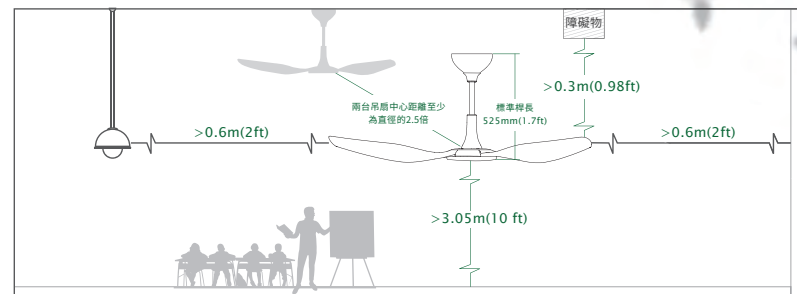 障礙物
>0.3m(0.98ft)
兩台吊扇中心距離至少
為直徑的2.5倍
標準桿長
525mm(1.7ft)
>0.6m(2ft)
>0.6m(2ft)
>3.05m(10 ft)